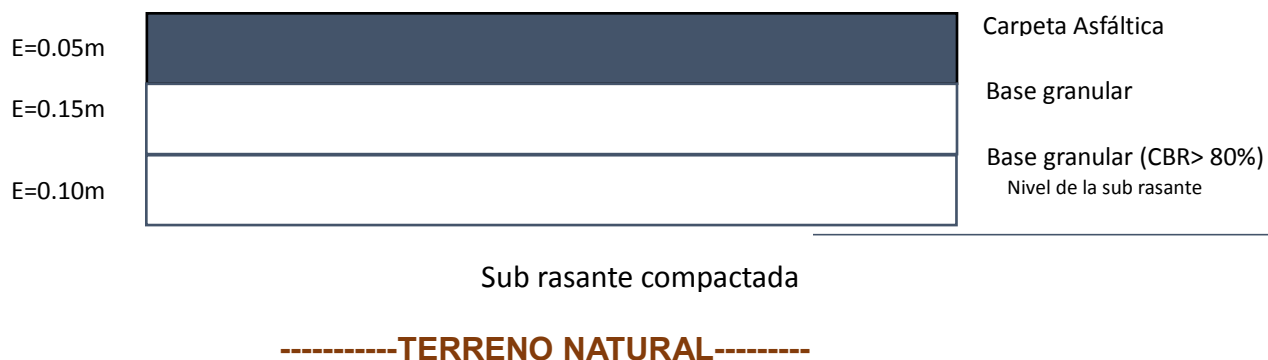 Carpeta Asfáltica
E=0.05m
Base granular
E=0.15m
Base granular (CBR> 80%)
E=0.10m
Nivel de la sub rasante
Sub rasante compactada
-----------TERRENO NATURAL---------